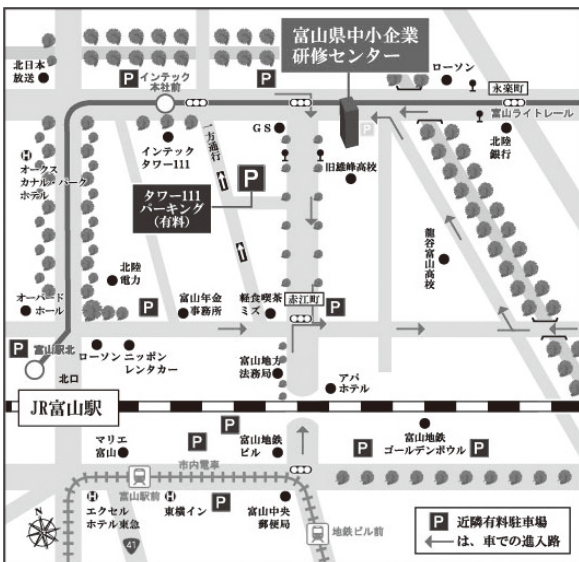 富山県中小企業
研修センター
北日本
放送
P
インテック
本社前
P
ローソン
永楽町
富山ライトレール
GS
P
北陸
銀行
インテック
タワー111
一方通行
旧雄峰高校
H
オークス
カナル・パーク
ホテル
P
タワー111
パーキング
(有料)
龍谷富山高校
北陸
電力
オーバード
ホール
P
富山年金
事務所
軽食喫茶
ミズ
赤江町
P
P
富山駅北
ローソン
ニッポン
レンタカー
富山地方
法務局
アパ
ホテル
北口
JR富山駅
マリエ
富山
P
P
富山地鉄
ビル
P
富山地鉄
ゴールデンボウル
P
市内電車
富山駅前
H
エクセル
ホテル東急
H
東横イン
P
富山中央
郵便局
地鉄ビル前
N
41
P 近隣有料駐車場
は、車での進入路